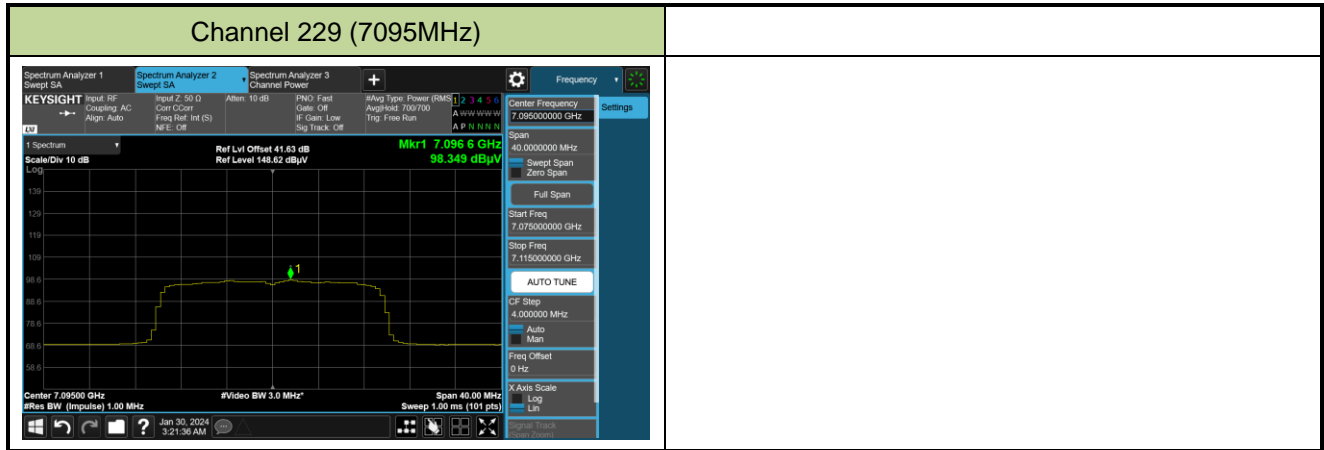 Channel 229 (7095MHz)
Spectrum Analyzer 1
Swept SA
Spectrum Analyzer 2
Swept SA
Spectrum Analyzer 3
Channel Power
+
Frequency
KEYSIGHT
Input: RF
Coupling: AC
Align: Auto
LXI
Input Z: 50 Ω
Corr CCorr
Freq Ref: Int (S)
NFE: Off
Atten: 10 dB
PNO: Fast
Gate: Off
IF Gain: Low
Sig Track: Off
#Avg Type: Power (RMS
Avg|Hold: 700/700
Trig: Free Run
1 2 3 4 5 6
A W W W W W
A P N N N N
Center Frequency
7.095000000 GHz
Settings
1 Spectrum
Scale/Div 10 dB
Log
Ref Lvl Offset 41.63 dB
Ref Level 148.62 dBµV
Mkr1 7.096 6 GHz
98.349 dBµV
Span
40.0000000 MHz
Swept Span
Zero Span
Full Span
Start Freq
7.075000000 GHz
Stop Freq
7.115000000 GHz
AUTO TUNE
CF Step
4.000000 MHz
Auto
Man
Freq Offset
0 Hz
X Axis Scale
Log
Lin
Signal Track
(Span Zoom)
139
129
119
109
98.6
88.6
78.6
68.6
58.6
1
Center 7.09500 GHz
#Res BW (Impulse) 1.00 MHz
#Video BW 3.0 MHz*
Span 40.00 MHz
Sweep 1.00 ms (101 pts)
?
Jan 30, 2024
3:21:36 AM